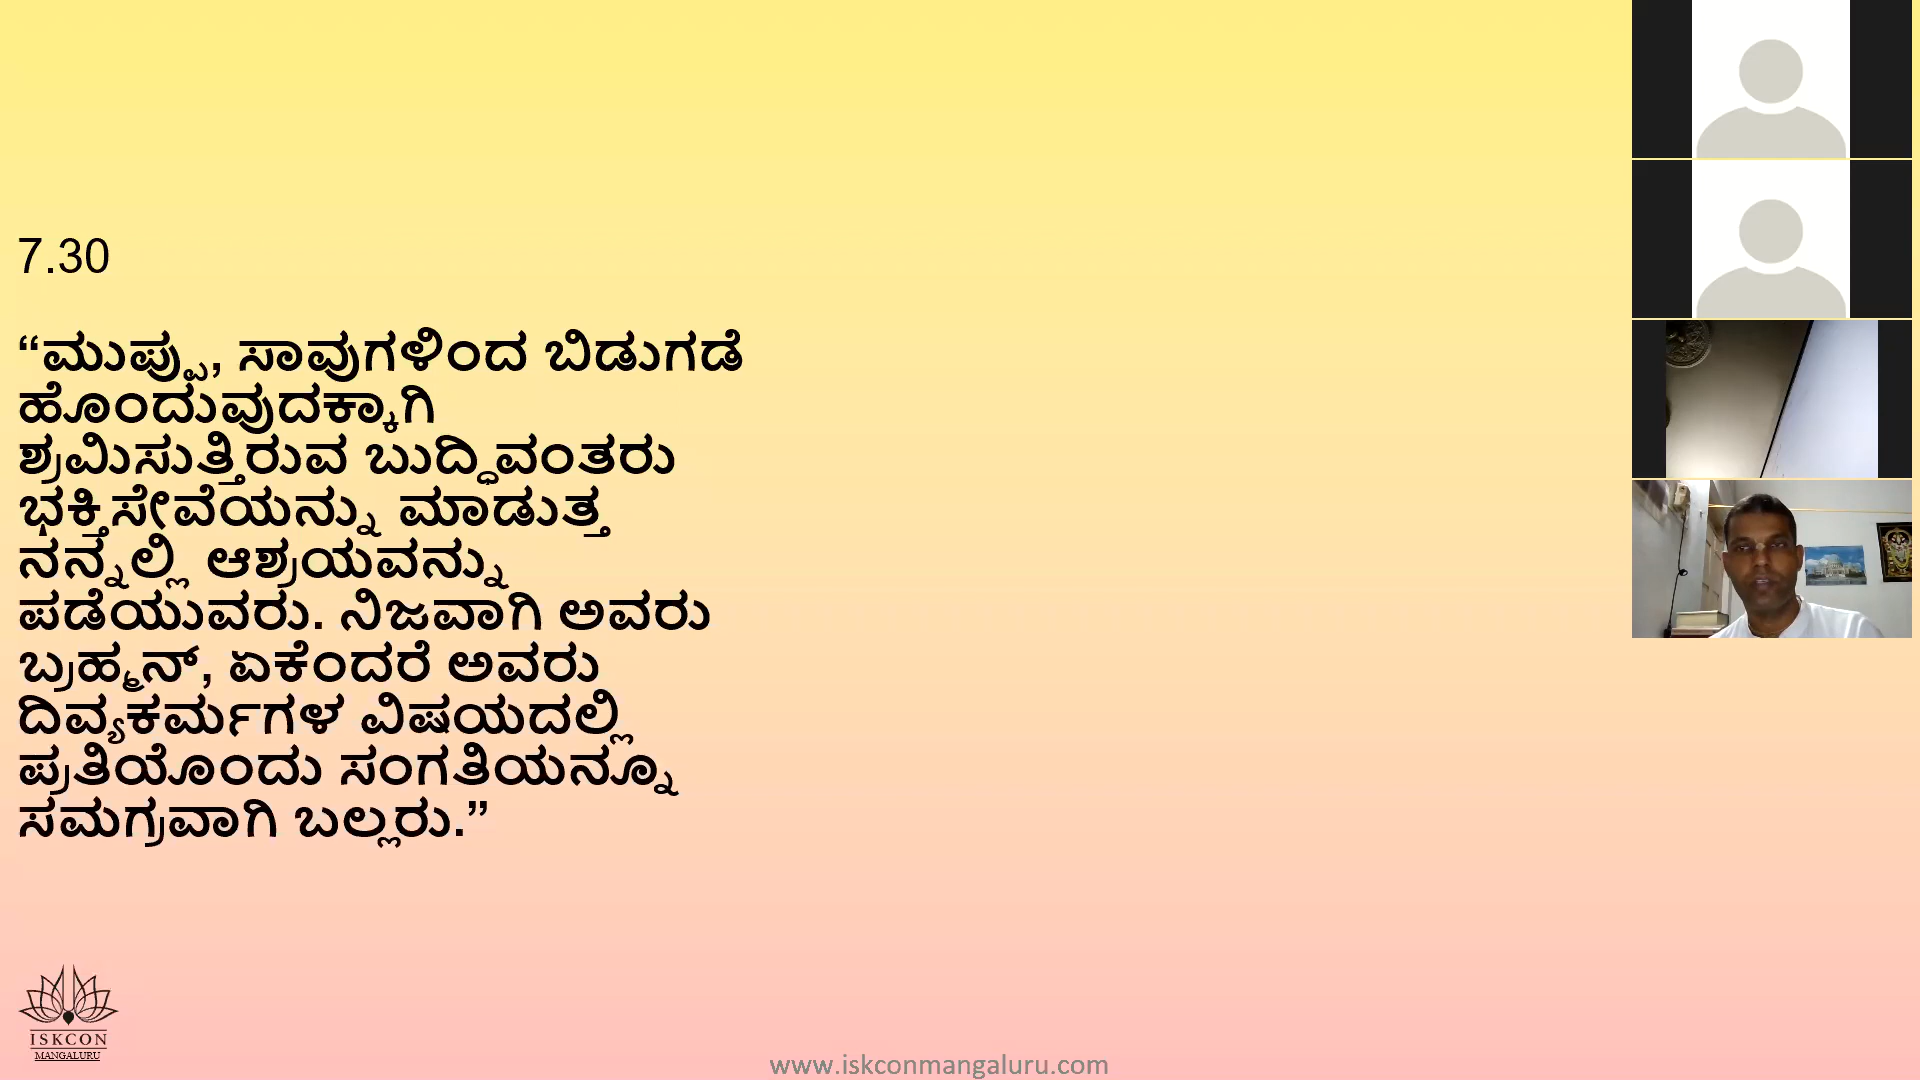 7.30
“ಮುಪ್ಪು, ಸಾವುಗಳಿಂದ ಬಿಡುಗಡೆ
ಹೊಂದುವುದಕ್ಕಾಗಿ
ಶ್ರಮಿಸುತ್ತಿರುವ ಬುದ್ಧಿವಂತರು
ಭಕ್ತಿಸೇವೆಯನ್ನು ಮಾಡುತ್ತ
ನನ್ನಲ್ಲಿ ಆಶ್ರಯವನ್ನು
ಪಡೆಯುವರು. ನಿಜವಾಗಿ ಅವರು
ಬ್ರಹ್ಮನ್, ಏಕೆಂದರೆ ಅವರು
ದಿವ್ಯಕರ್ಮಗಳ ವಿಷಯದಲ್ಲಿ
ಪ್ರತಿಯೊಂದು ಸಂಗತಿಯನ್ನೂ
ಸಮಗ್ರವಾಗಿ ಬಲ್ಲರು.”
ISKCON
MANGALURU
www.iskconmangaluru.com